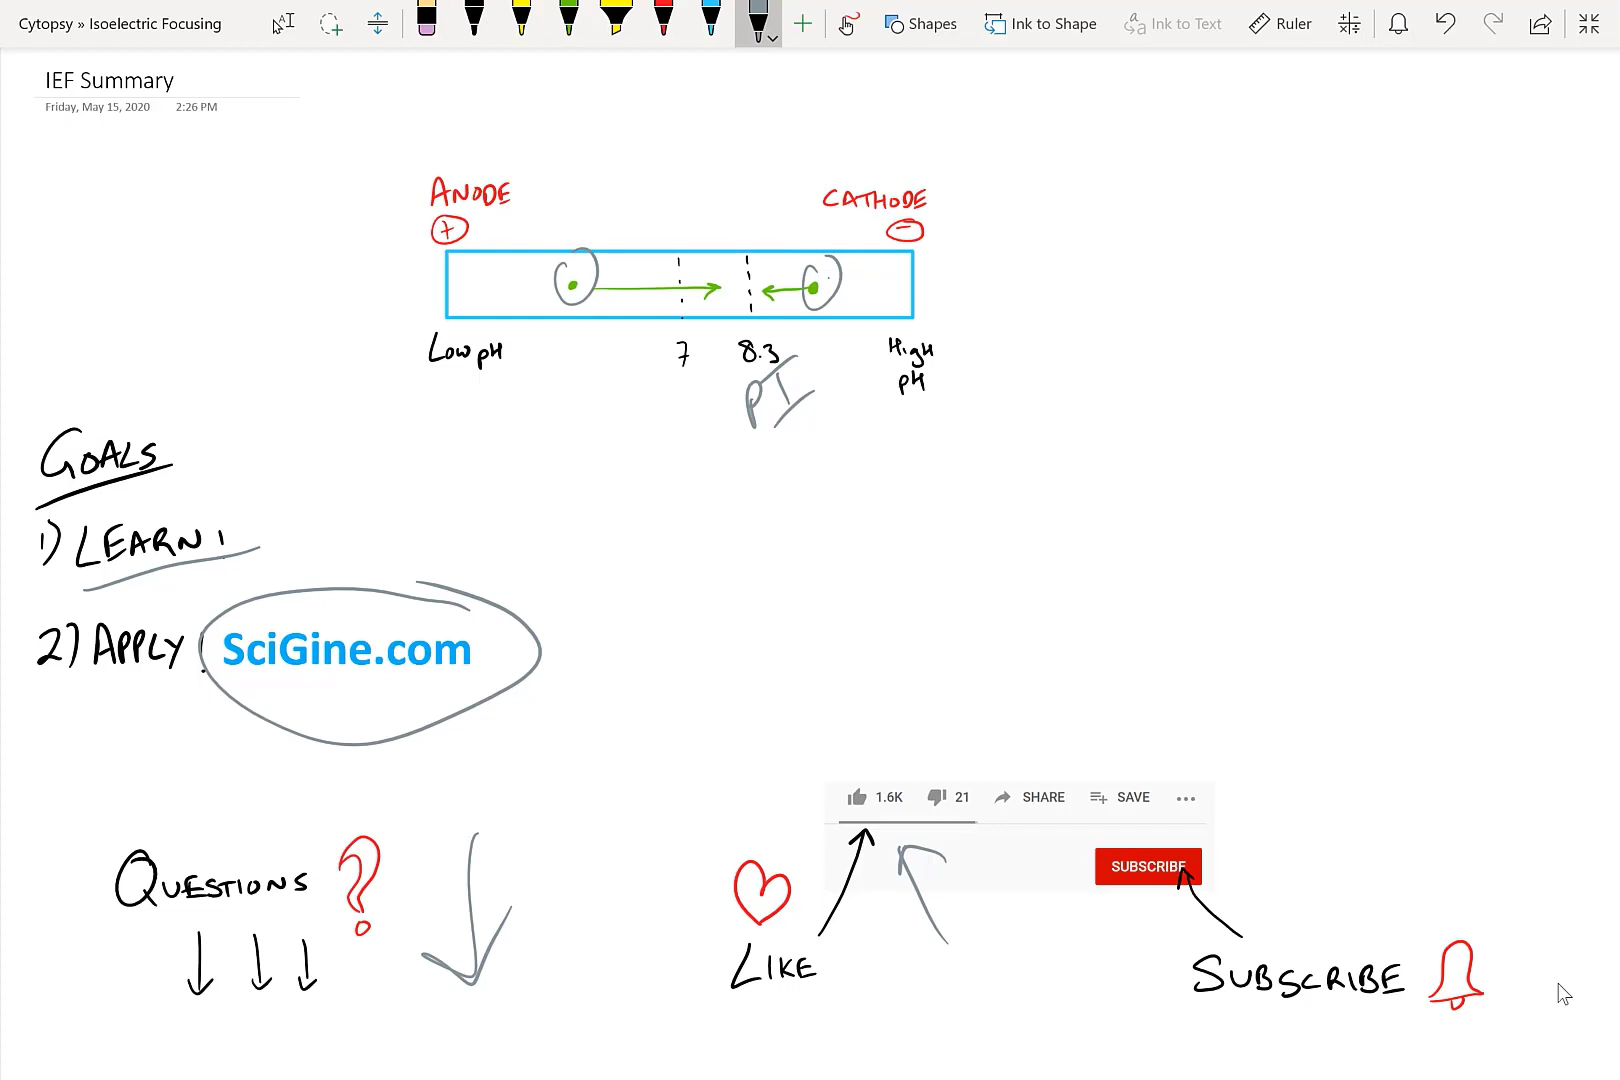 Cytopsy » Isoelectric Focusing
Shapes
Ink to Shape
Ink to Text
Ruler
IEF Summary
Friday, May 15, 2020 2:26 PM
ANODE
CATHODE
+
−
Low pH
7
8.3
High
pH
PI
GOALS
1) LEARN!
2) APPLY: SciGine.com
1.6K 21 SHARE SAVE
SUBSCRIBE
QUESTIONS ?
LIKE
SUBSCRIBE